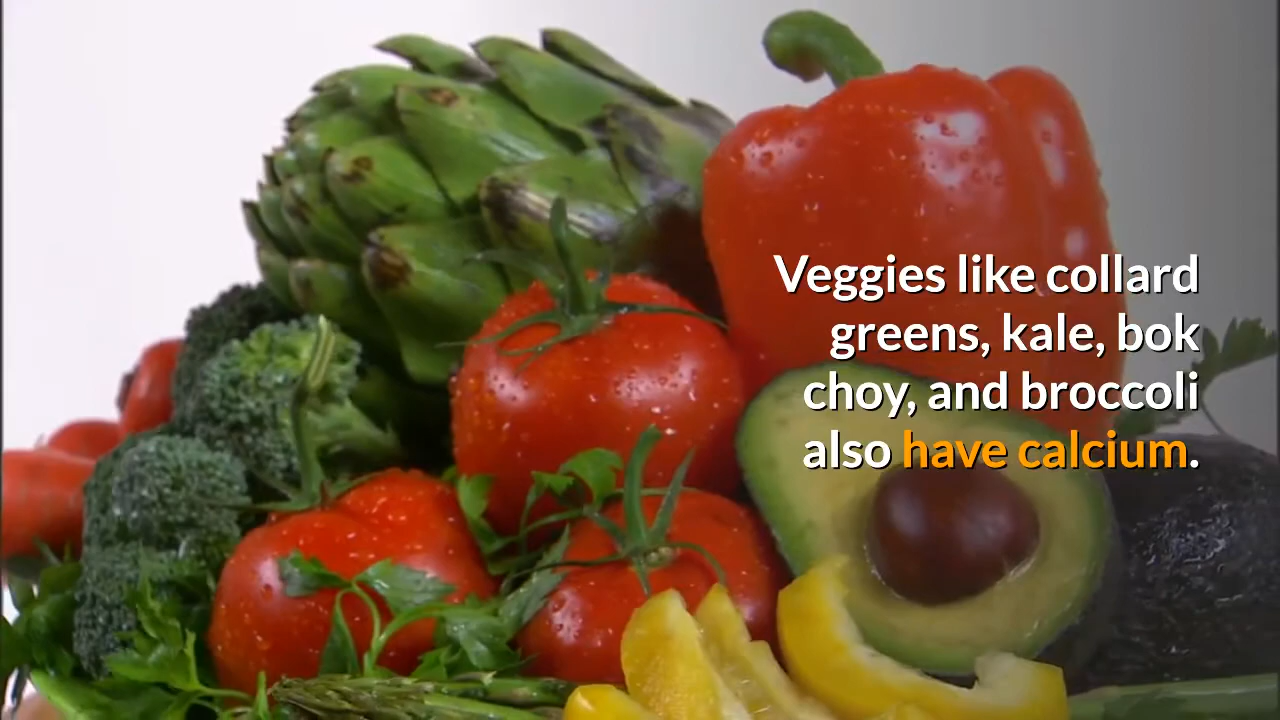 Veggies like collard
greens, kale, bok
choy, and broccoli
also have calcium.